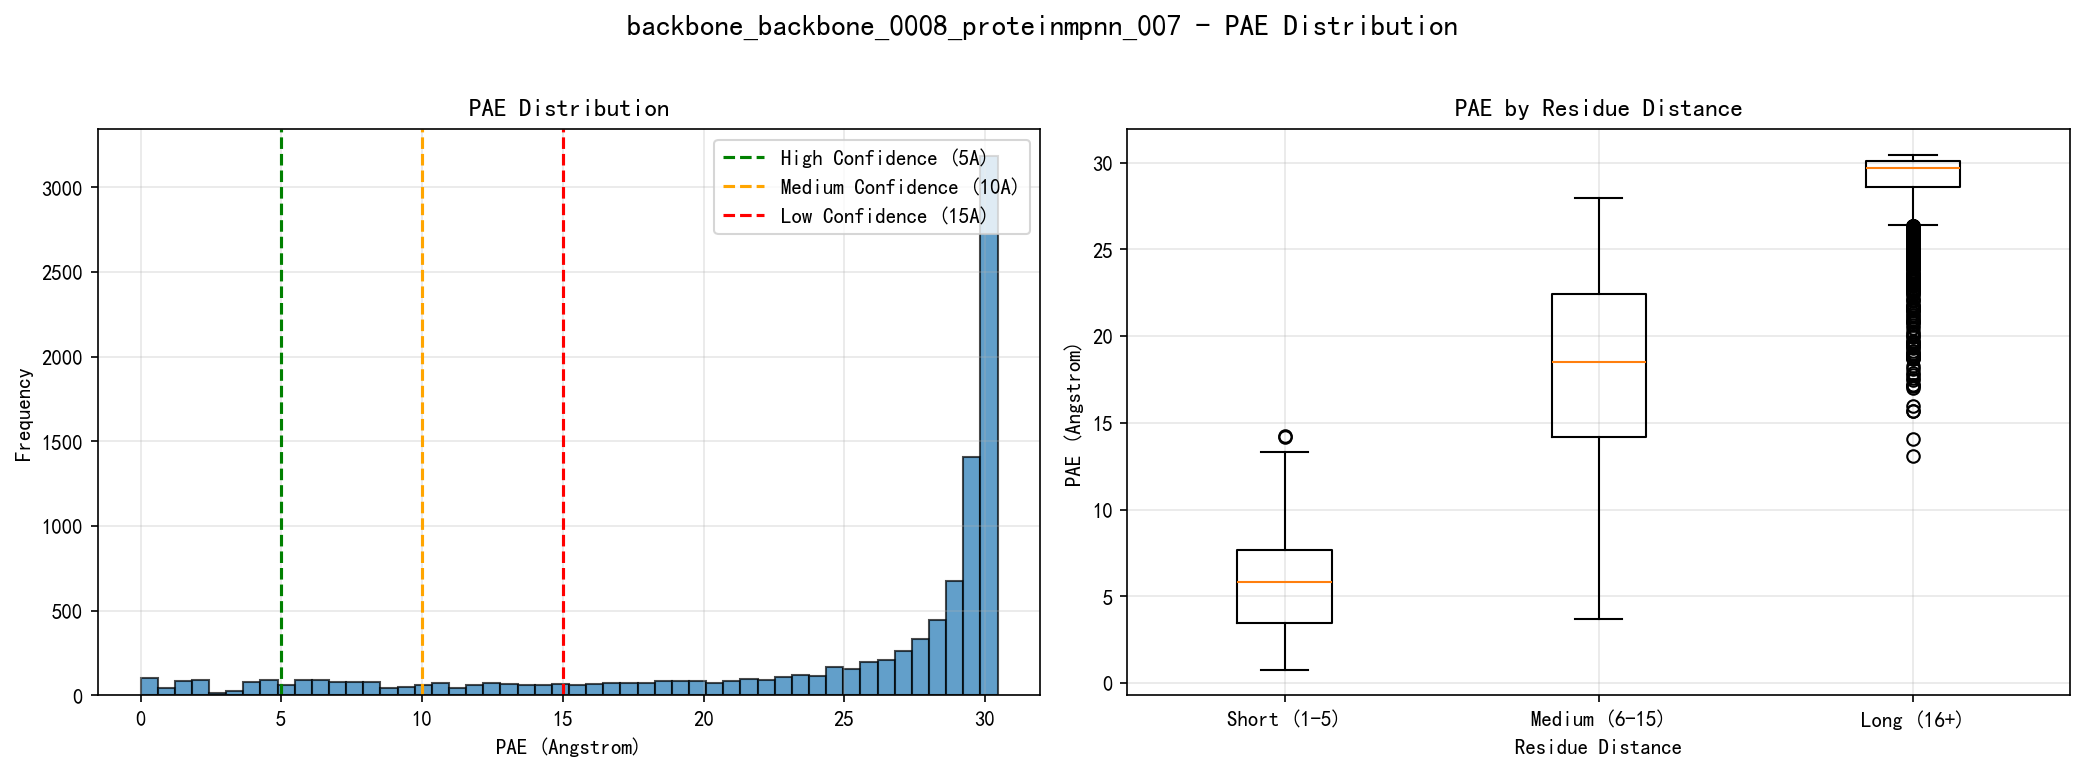 backbone_backbone_0008_proteinmpnn_007 - PAE Distribution
PAE Distribution
High Confidence (5A)
Medium Confidence (10A)
Low Confidence (15A)
Frequency
3000
2500
2000
1500
1000
500
0
0 5 10 15 20 25 30
PAE (Angstrom)
PAE by Residue Distance
PAE (Angstrom)
30
25
20
15
10
5
0
Short (1-5) Medium (6-15) Long (16+)
Residue Distance